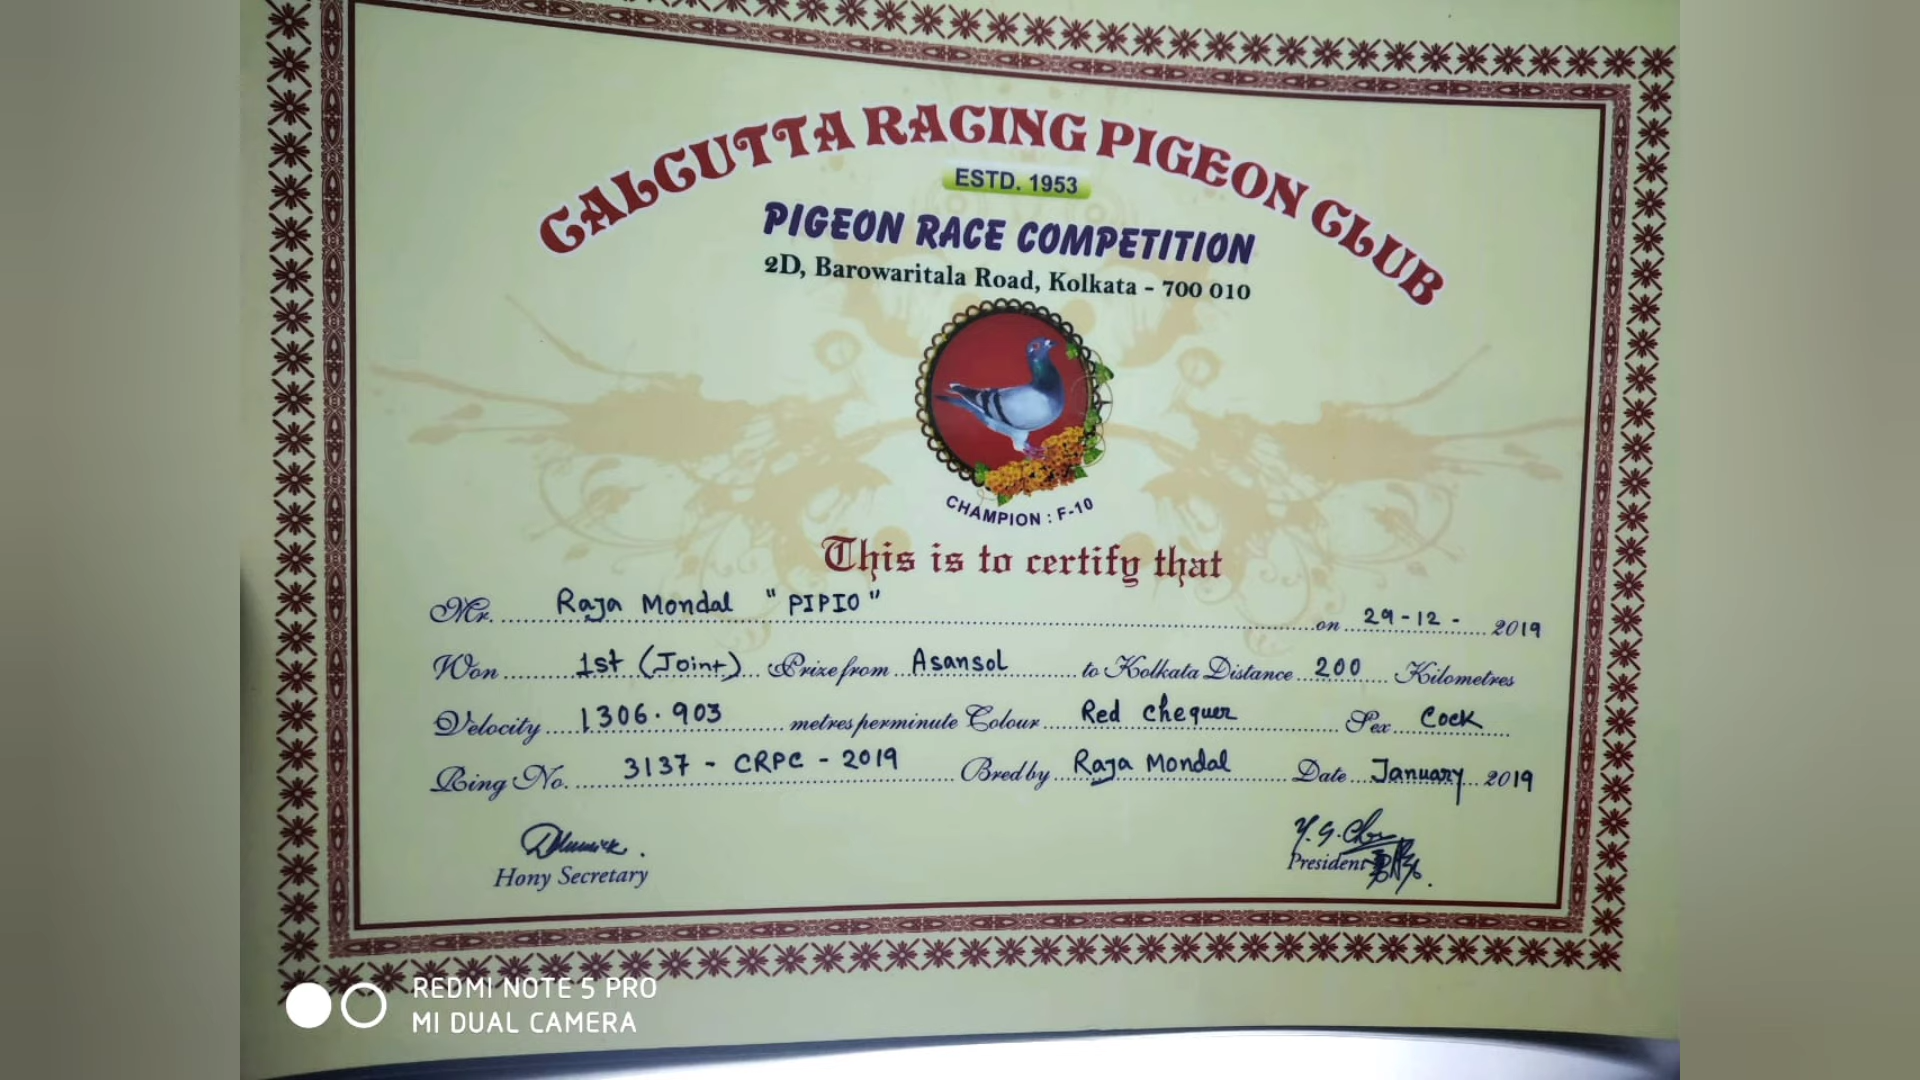 CALCUTTA RACING PIGEON CLUB
ESTD. 1953
PIGEON RACE COMPETITION
2D, Barowaritala Road, Kolkata - 700 010
CHAMPION : F-10
This is to certify that
Mr. Raja Mondal "PIPIO" on 29-12- 2019
Won 1st (Joint) Prize from Asansol to Kolkata Distance 200 Kilometres
Velocity 1306.903 metres perminute Colour Red Chequer Sex Cock
Ring No. 3137 - CRPC - 2019 Bred by Raja Mondal Date January 2019
Hony Secretary
President
REDMI NOTE 5 PRO
MI DUAL CAMERA